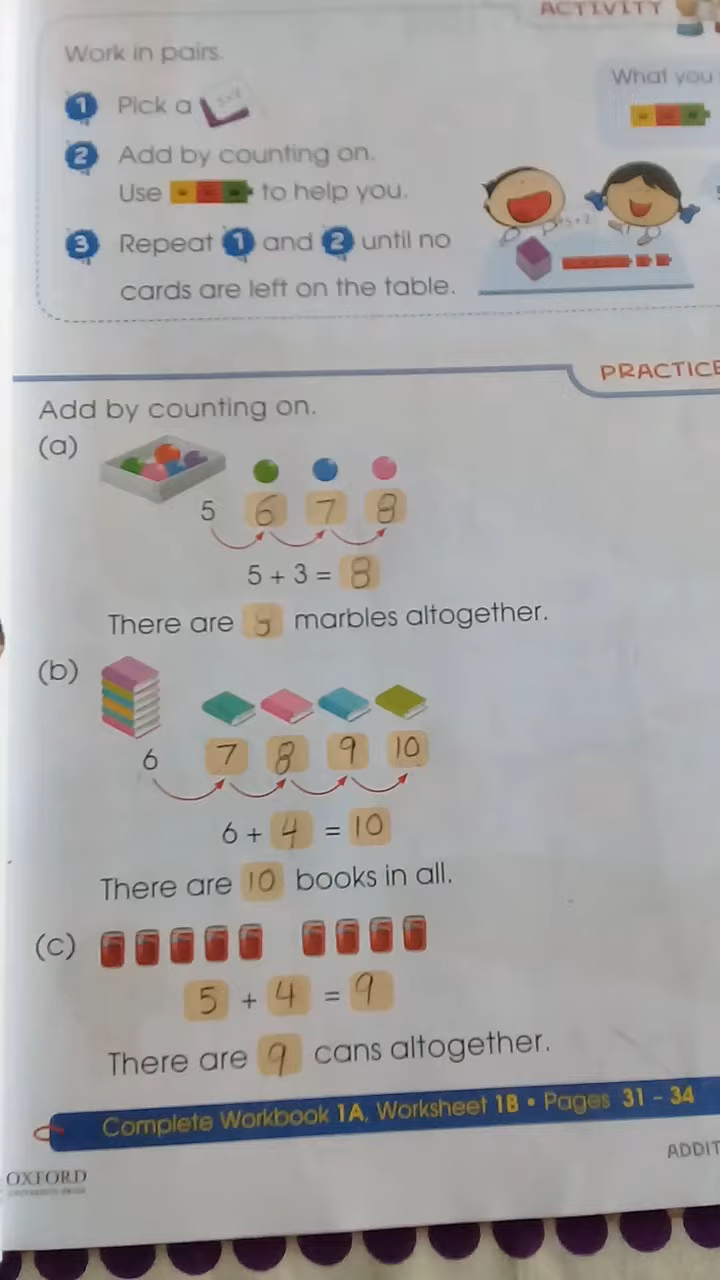 ACTIVITY
Work in pairs.
What you
1 Pick a
2 Add by counting on.
Use to help you.
3 Repeat 1 and 2 until no
cards are left on the table.
PRACTICE
Add by counting on.
(a)
5 6 7 8
5 + 3 = 8
There are marbles altogether.
(b)
6 7 8 9 10
6 + 4 = 10
There are 10 books in all.
(c)
5 + 4 = 9
There are 9 cans altogether.
Complete Workbook 1A, Worksheet 1B • Pages 31 – 34
ADDIT
OXFORD
UNIVERSITY PRESS